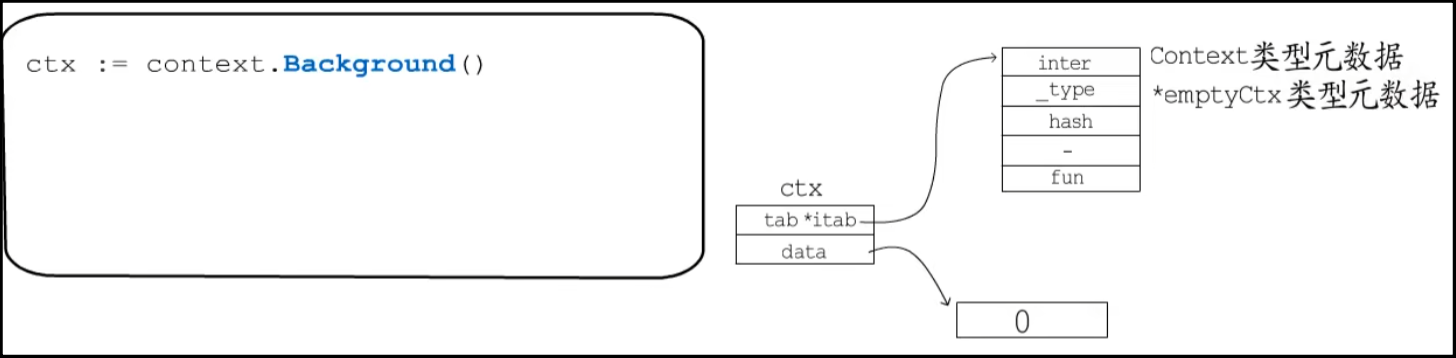 ctx := context.Background()
inter
Context类型元数据
_type
*emptyCtx类型元数据
hash
-
fun
ctx
tab *itab
data
0